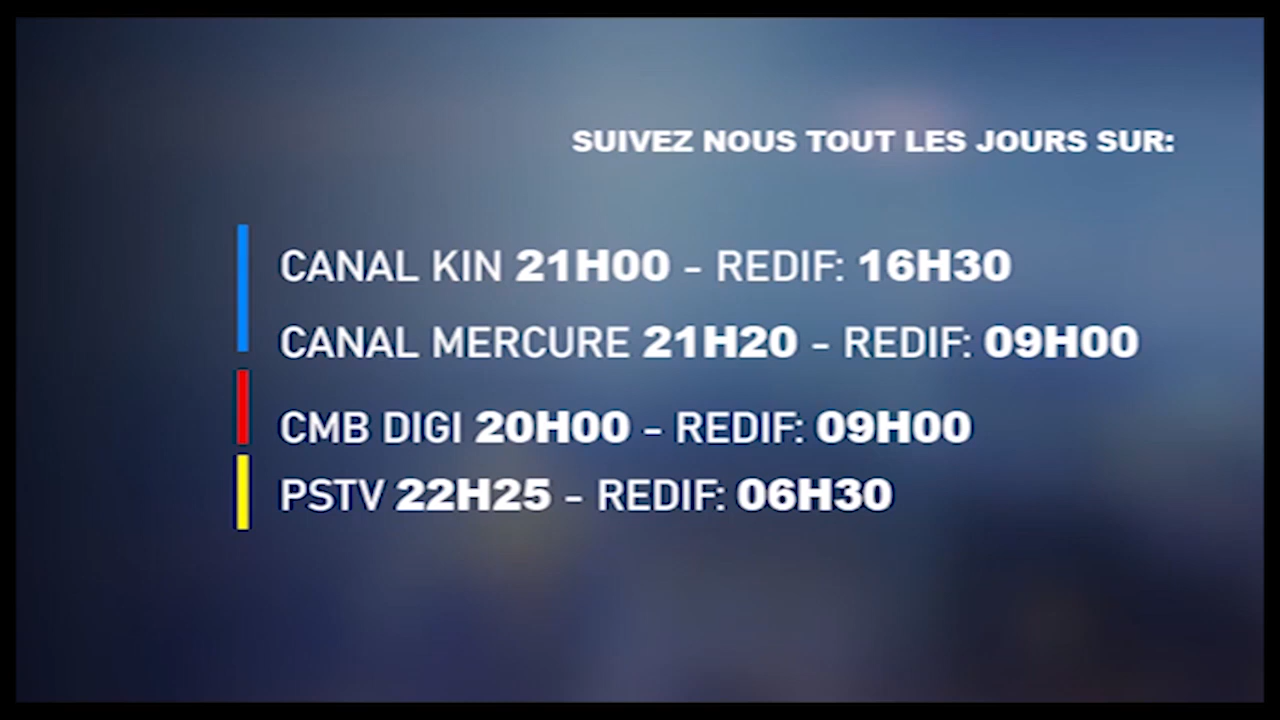 SUIVEZ NOUS TOUT LES JOURS SUR:
CANAL KIN 21H00 - REDIF: 16H30
CANAL MERCURE 21H20 - REDIF: 09H00
CMB DIGI 20H00 - REDIF: 09H00
PSTV 22H25 - REDIF: 06H30